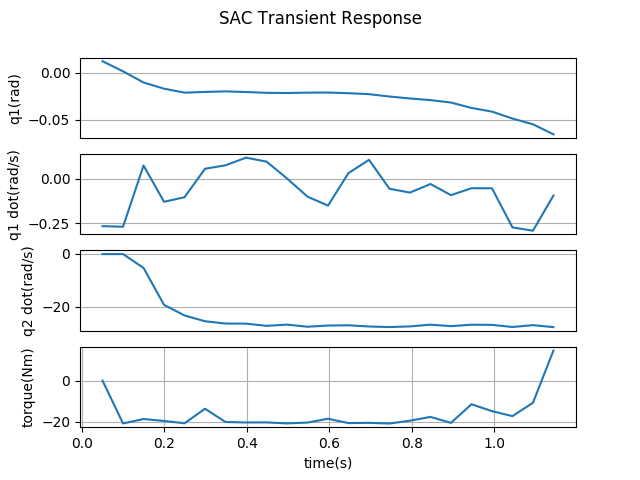 SAC Transient Response
q1(rad)
0.00
−0.05
q1 dot(rad/s)
0.00
−0.25
q2 dot(rad/s)
0
−20
torque(Nm)
0
−20
0.0 0.2 0.4 0.6 0.8 1.0
time(s)